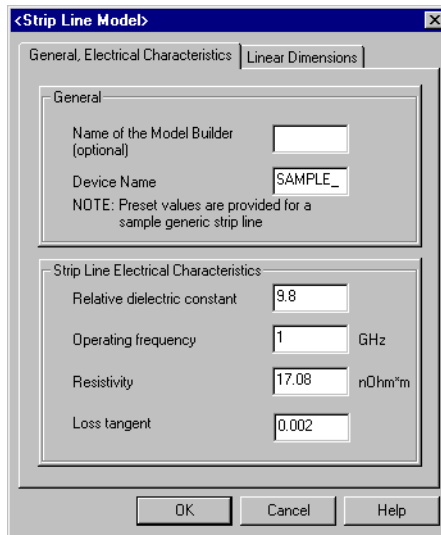 <Strip Line Model>
General, Electrical Characteristics
Linear Dimensions
General
Name of the Model Builder
(optional)
Device Name
SAMPLE_
NOTE: Preset values are provided for a
sample generic strip line
Strip Line Electrical Characteristics
Relative dielectric constant
9.8
Operating frequency
1
GHz
Resistivity
17.08
nOhm*m
Loss tangent
0.002
OK
Cancel
Help